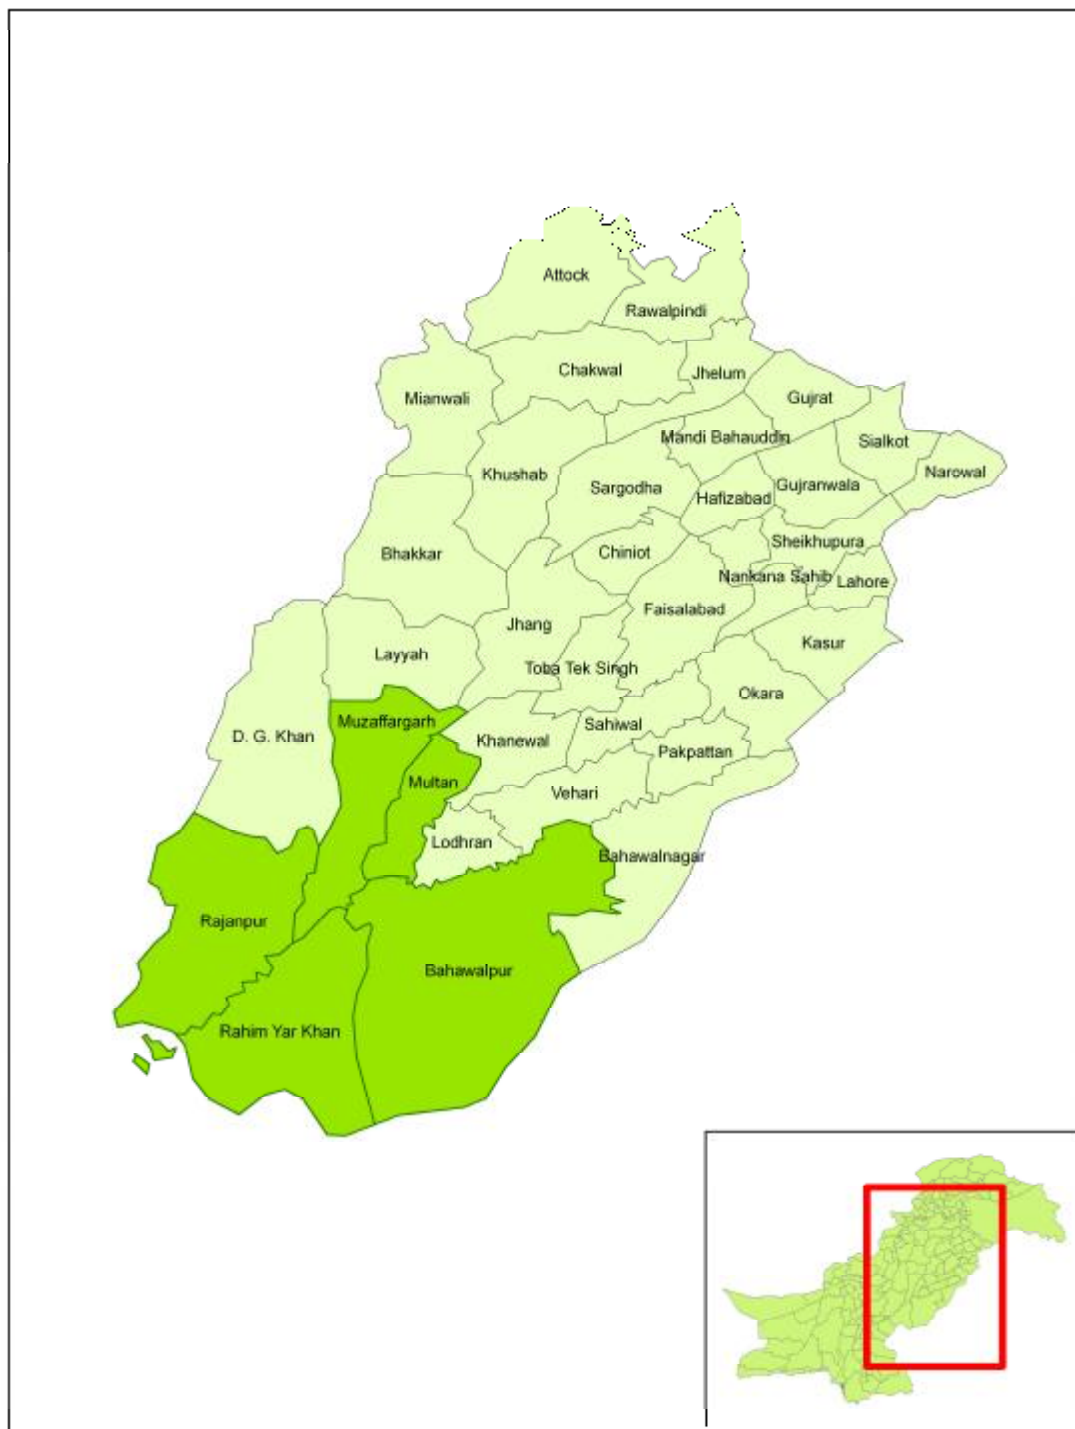 Attock
Rawalpindi
Chakwal
Jhelum
Mianwali
Gujrat
Mandi Bahauddin
Sialkot
Khushab
Narowal
Sargodha
Gujranwala
Hafizabad
Sheikhupura
Bhakkar
Chiniot
Nankana Sahib
Lahore
Faisalabad
Jhang
Kasur
Layyah
Toba Tek Singh
Okara
Muzaffargarh
Sahiwal
D. G. Khan
Khanewal
Pakpattan
Multan
Vehari
Lodhran
Bahawalnagar
Rajanpur
Bahawalpur
Rahim Yar Khan